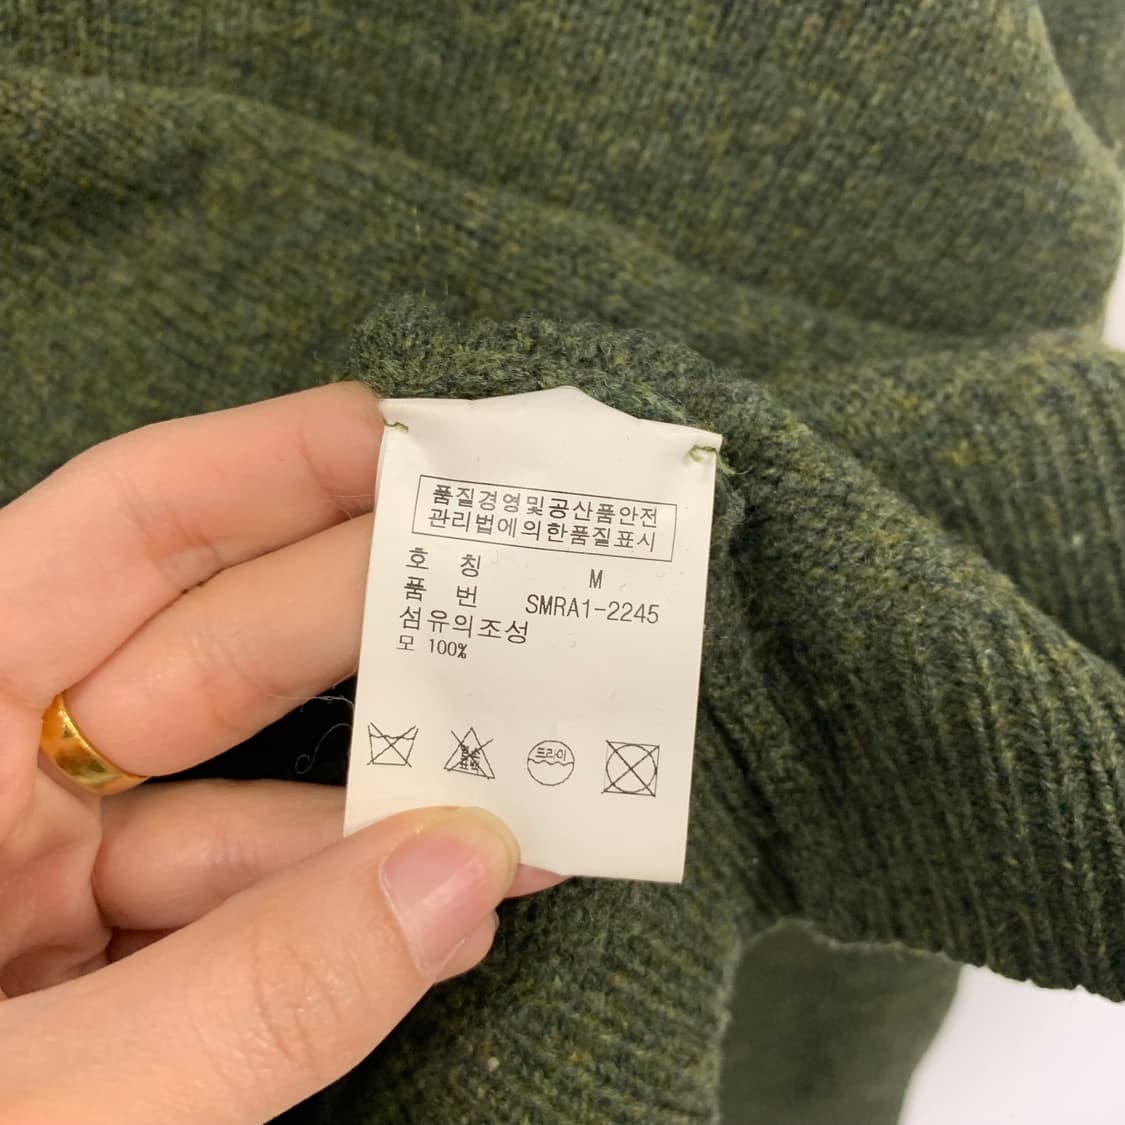 품질경영및공산품안전
관리법에의한품질표시
호 칭 M
품 번 SMRA1-2245
섬유의조성
모 100%
드라이